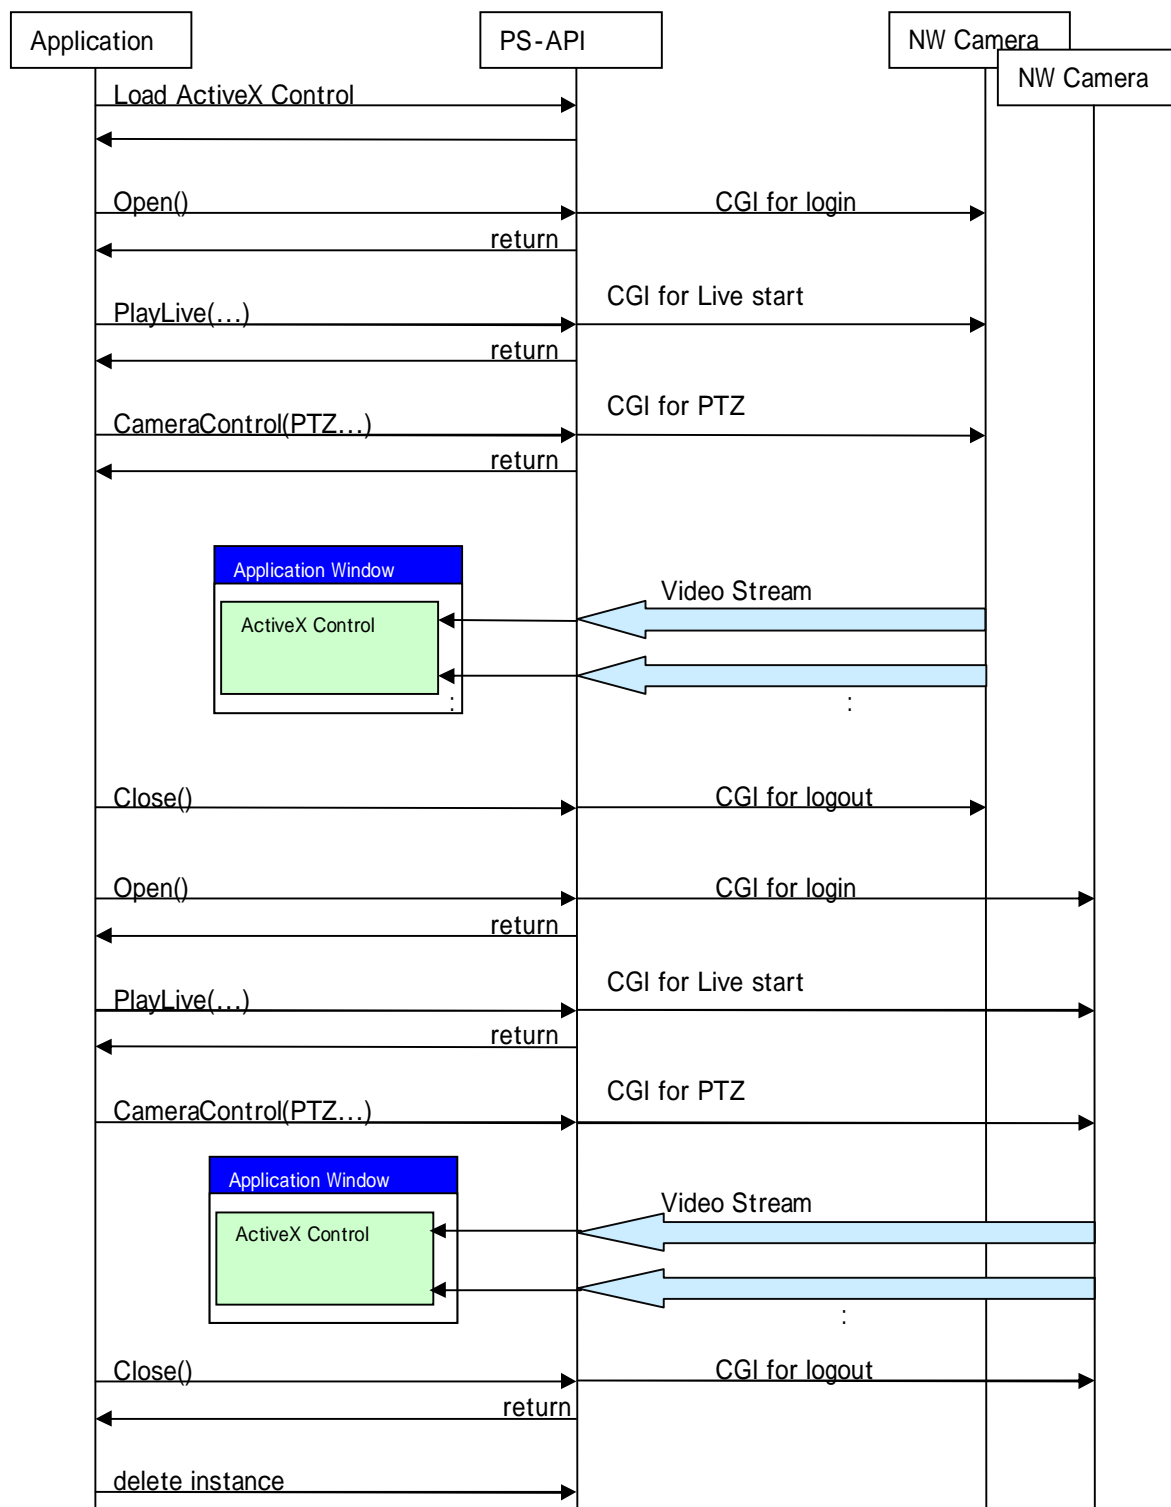 Application
PS-API
NW Camera
NW Camera
Load ActiveX Control
Open()
CGI for login
return
CGI for Live start
PlayLive(...)
return
CGI for PTZ
CameraControl(PTZ...)
return
Application Window
Video Stream
ActiveX Control
:
:
Close()
CGI for logout
Open()
CGI for login
return
CGI for Live start
PlayLive(...)
return
CGI for PTZ
CameraControl(PTZ...)
Application Window
Video Stream
ActiveX Control
:
Close()
CGI for logout
return
delete instance